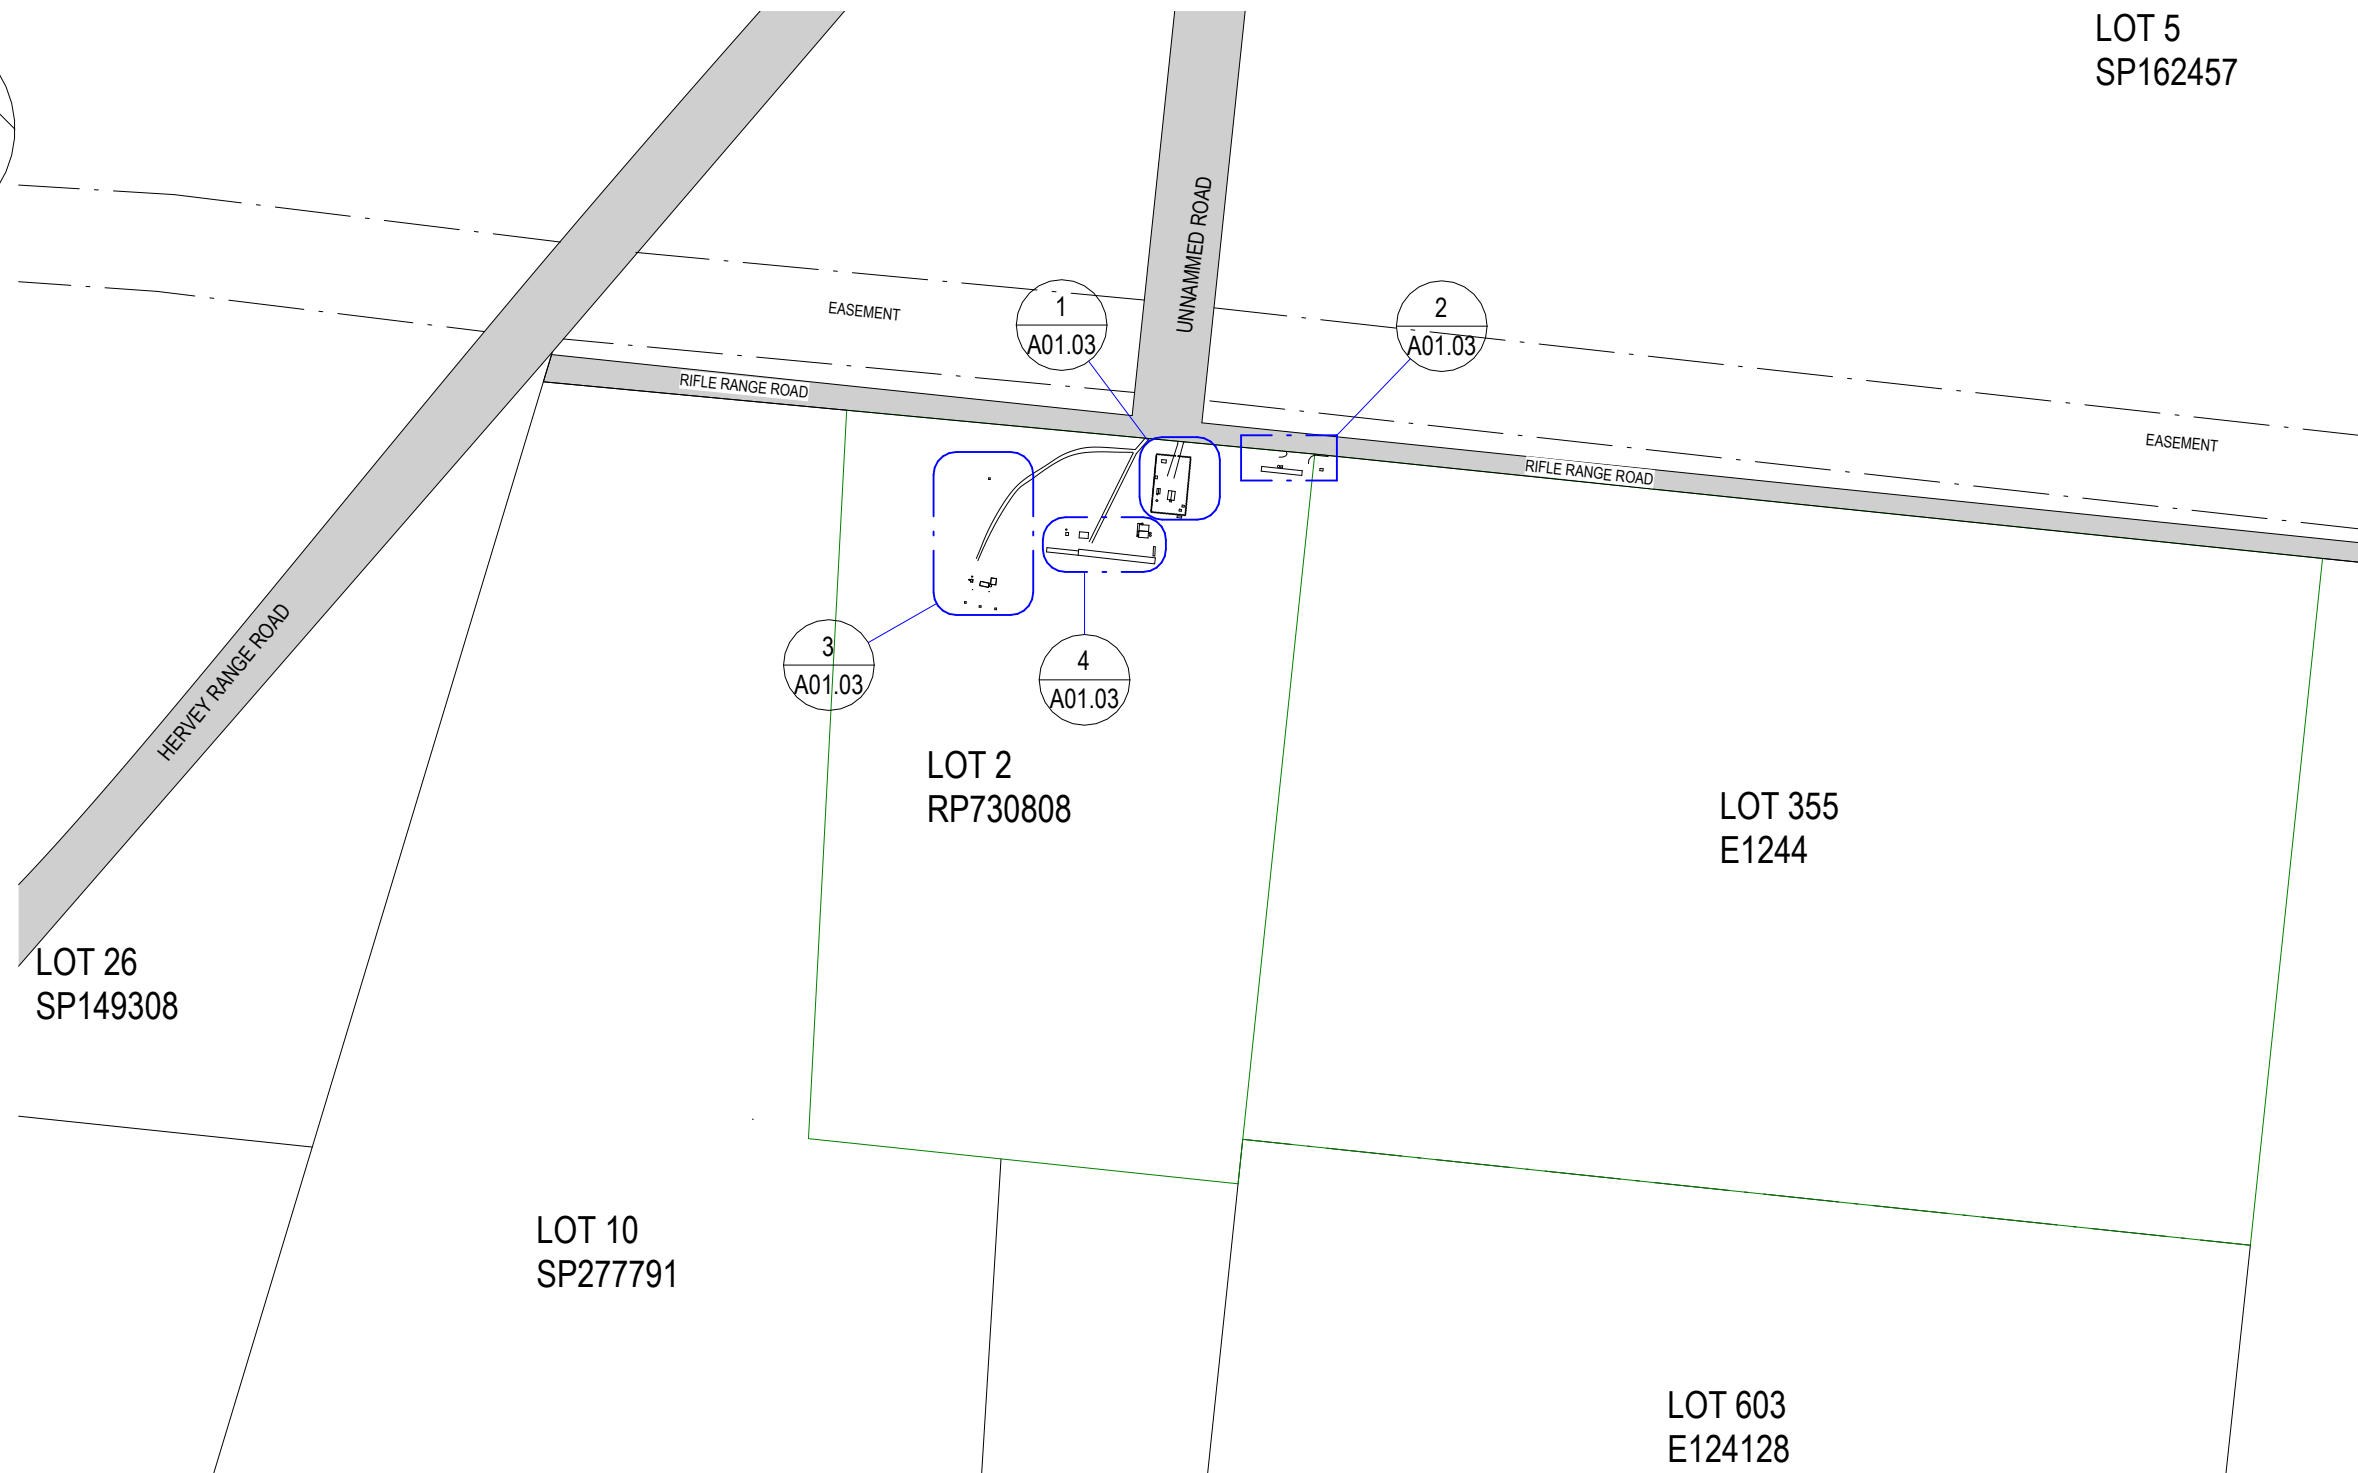 LOT 5
SP162457
UNNAMMED ROAD
EASEMENT
1
A01.03
2
A01.03
RIFLE RANGE ROAD
EASEMENT
RIFLE RANGE ROAD
HERVEY RANGE ROAD
3
A01.03
4
A01.03
LOT 2
RP730808
LOT 355
E1244
LOT 26
SP149308
LOT 10
SP277791
LOT 603
E124128